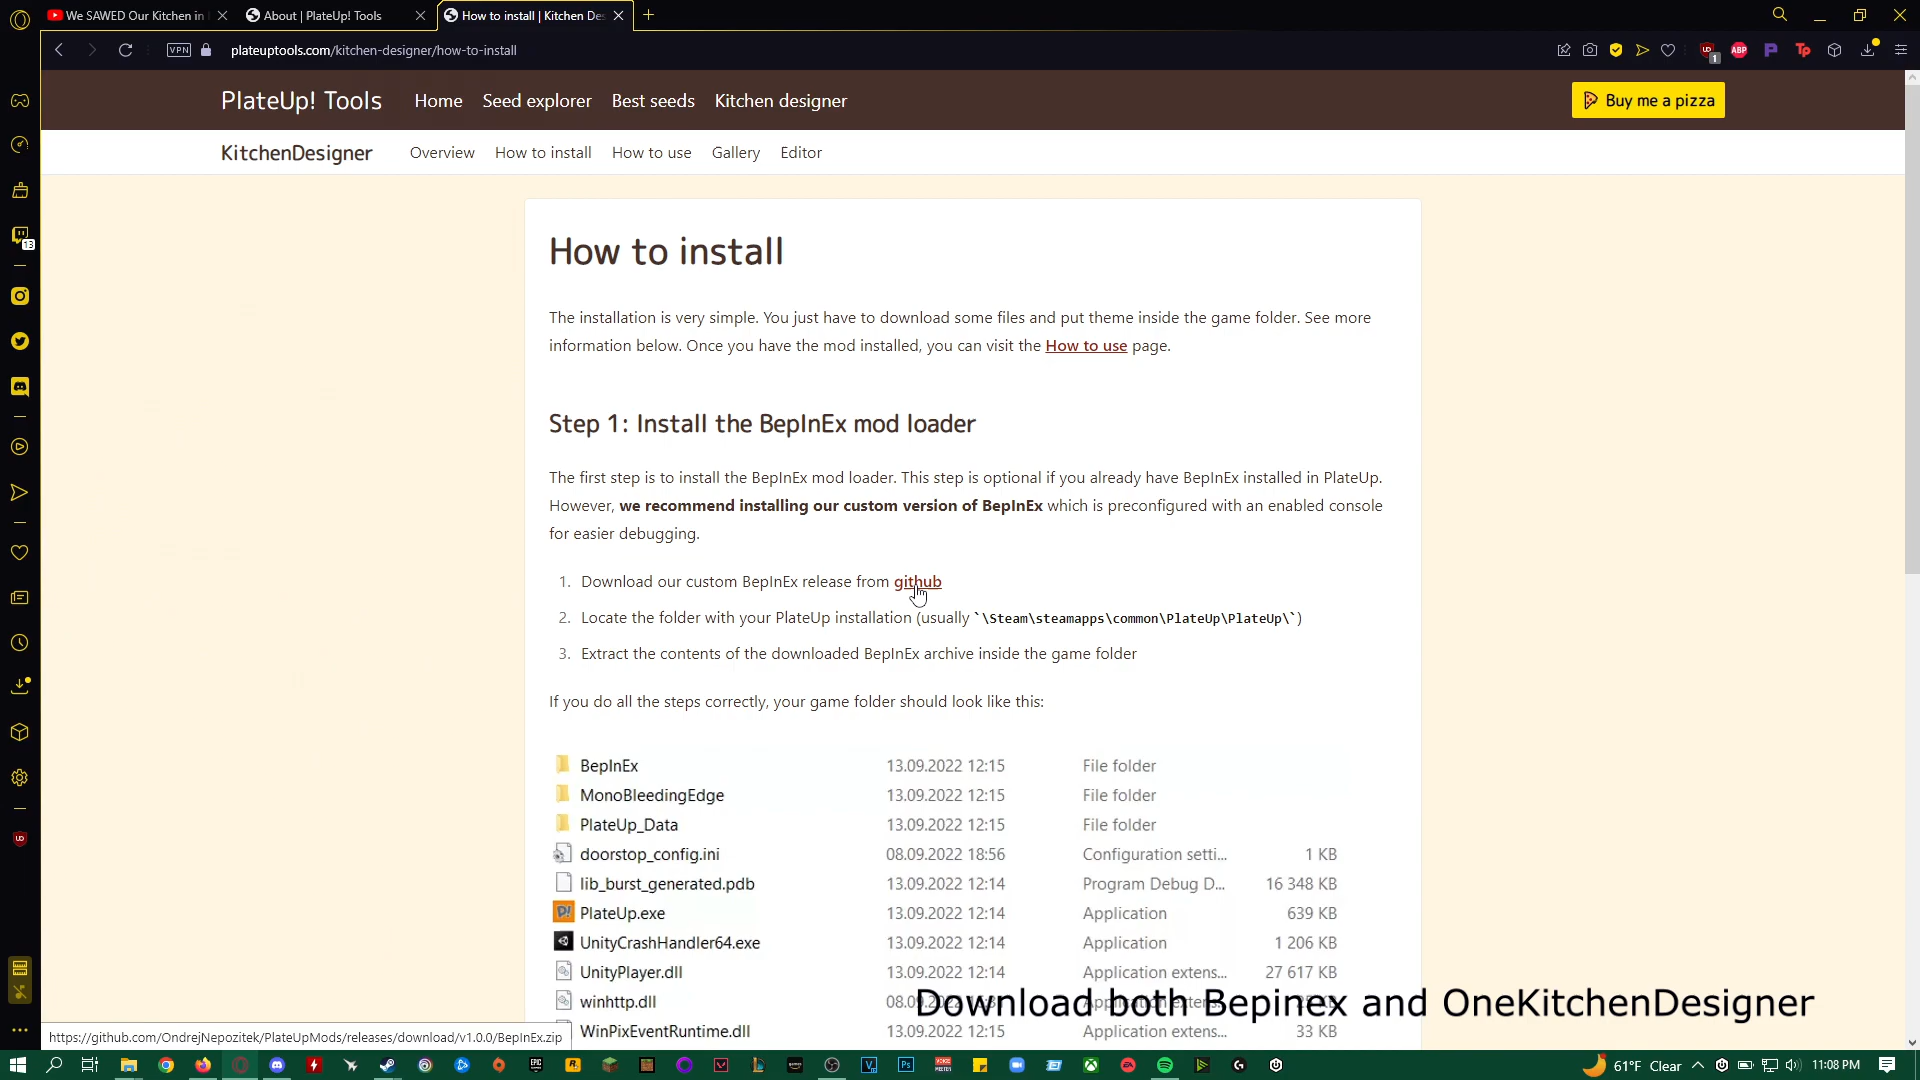 We SAWED Our Kitchen in
About | PlateUp! Tools
How to install | Kitchen De
VPN
plateuptools.com/kitchen-designer/how-to-install
1
ABP
Tp
PlateUp! Tools
Home
Seed explorer
Best seeds
Kitchen designer
Buy me a pizza
KitchenDesigner
Overview
How to install
How to use
Gallery
Editor
13
How to install
The installation is very simple. You just have to download some files and put theme inside the game folder. See more
information below. Once you have the mod installed, you can visit the How to use page.
Step 1: Install the BepInEx mod loader
The first step is to install the BepInEx mod loader. This step is optional if you already have BepInEx installed in PlateUp.
However, we recommend installing our custom version of BepInEx which is preconfigured with an enabled console
for easier debugging.
1. Download our custom BepInEx release from github
2. Locate the folder with your PlateUp installation (usually `\Steam\steamapps\common\PlateUp\PlateUp\`)
3. Extract the contents of the downloaded BepInEx archive inside the game folder
If you do all the steps correctly, your game folder should look like this:
BepInEx 13.09.2022 12:15 File folder
MonoBleedingEdge 13.09.2022 12:15 File folder
PlateUp_Data 13.09.2022 12:15 File folder
doorstop_config.ini 08.09.2022 18:56 Configuration setti... 1 KB
lib_burst_generated.pdb 13.09.2022 12:14 Program Debug D... 16 348 KB
PlateUp.exe 13.09.2022 12:14 Application 639 KB
UnityCrashHandler64.exe 13.09.2022 12:14 Application 1 206 KB
UnityPlayer.dll 13.09.2022 12:14 Application extens... 27 617 KB
winhttp.dll
Download both Bepinex and OneKitchenDesigner
WinPixEventRuntime.dll 13.09.2022 12:15 Application extens... 33 KB
https://github.com/OndrejNepozitek/PlateUpMods/releases/download/v1.0.0/BepInEx.zip
61°F Clear
11:08 PM